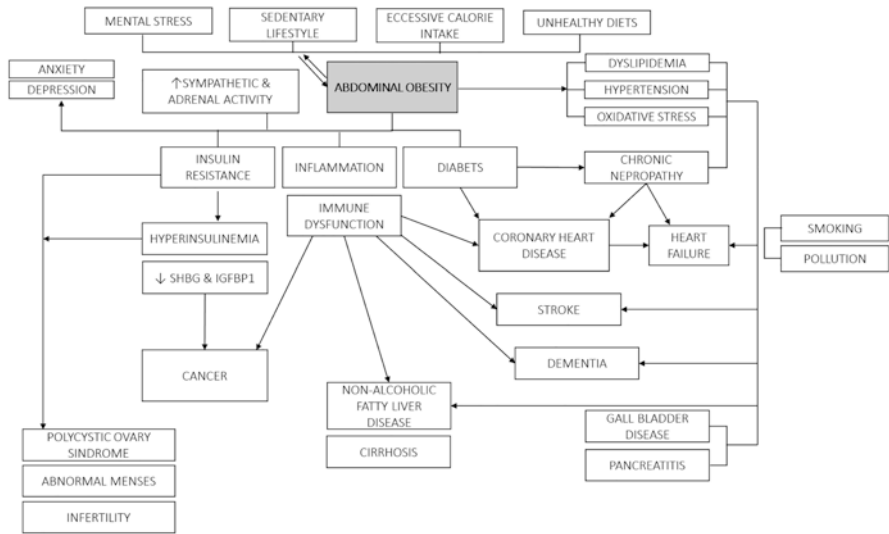 MENTAL STRESS
SEDENTARY
LIFESTYLE
ECCESSIVE CALORIE
INTAKE
UNHEALTHY DIETS
ANXIETY
DEPRESSION
↑SYMPATHETIC &
ADRENAL ACTIVITY
ABDOMINAL OBESITY
DYSLIPIDEMIA
HYPERTENSION
OXIDATIVE STRESS
INSULIN
RESISTANCE
INFLAMMATION
DIABETS
CHRONIC
NEPROPATHY
IMMUNE
DYSFUNCTION
HYPERINSULINEMIA
CORONARY HEART
DISEASE
HEART
FAILURE
SMOKING
POLLUTION
↓ SHBG & IGFBP1
STROKE
DEMENTIA
CANCER
NON-ALCOHOLIC
FATTY LIVER
DISEASE
CIRRHOSIS
GALL BLADDER
DISEASE
PANCREATITIS
POLYCYSTIC OVARY
SINDROME
ABNORMAL MENSES
INFERTILITY